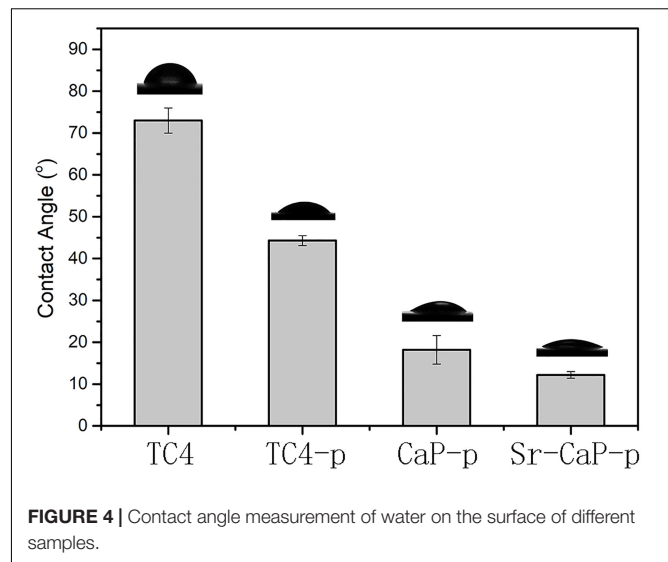 90
80
70
60
50
40
30
20
10
0
Contact Angle (°)
TC4 TC4-p CaP-p Sr-CaP-p
FIGURE 4 | Contact angle measurement of water on the surface of different
samples.